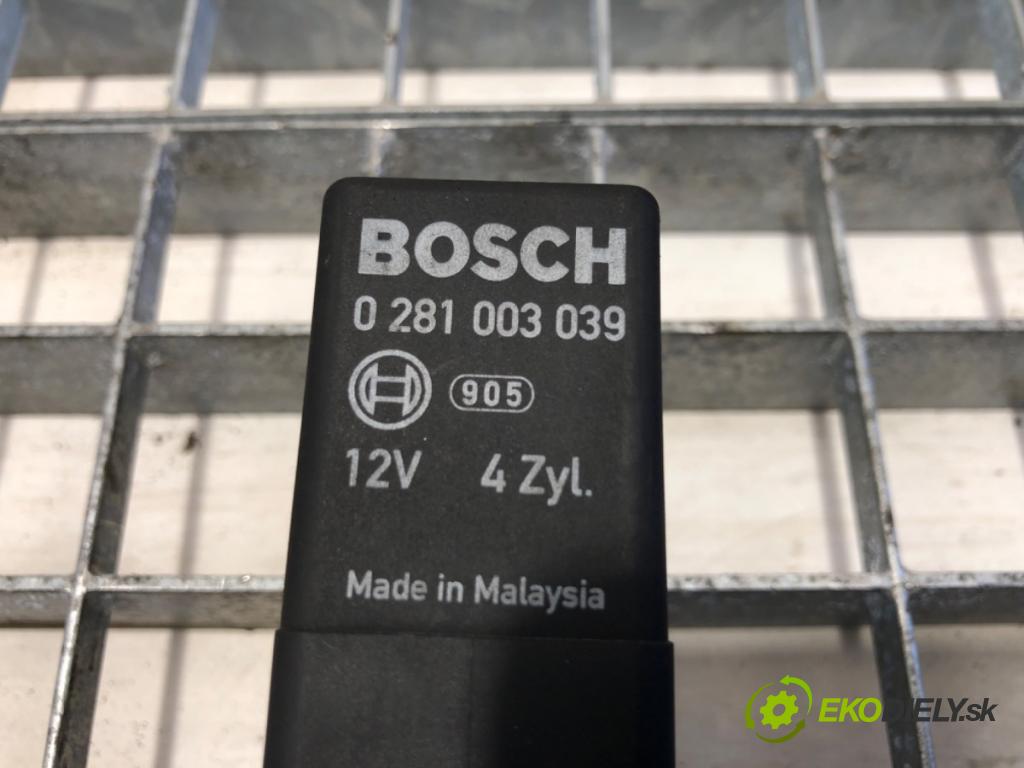 BOSCH
0 281 003 039
905
12V 4 Zyl.
Made in Malaysia
EKODIELY.sk